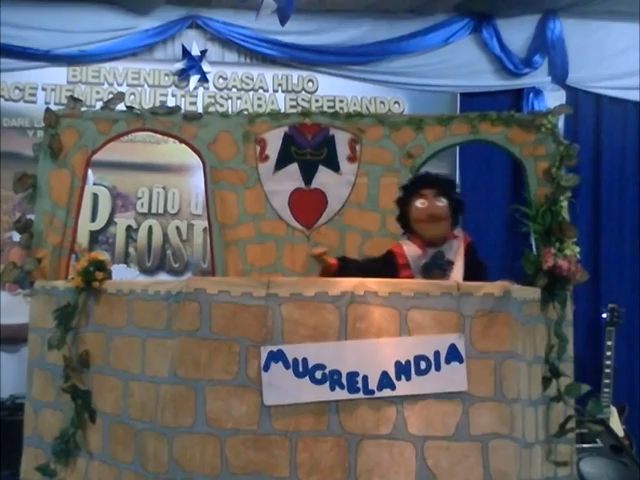 BIENVENIDO A CASA HIJO
ACE TIEMPO QUE TE ESTABA ESPERANDO
año d
Prosp
MUGRELANDIA